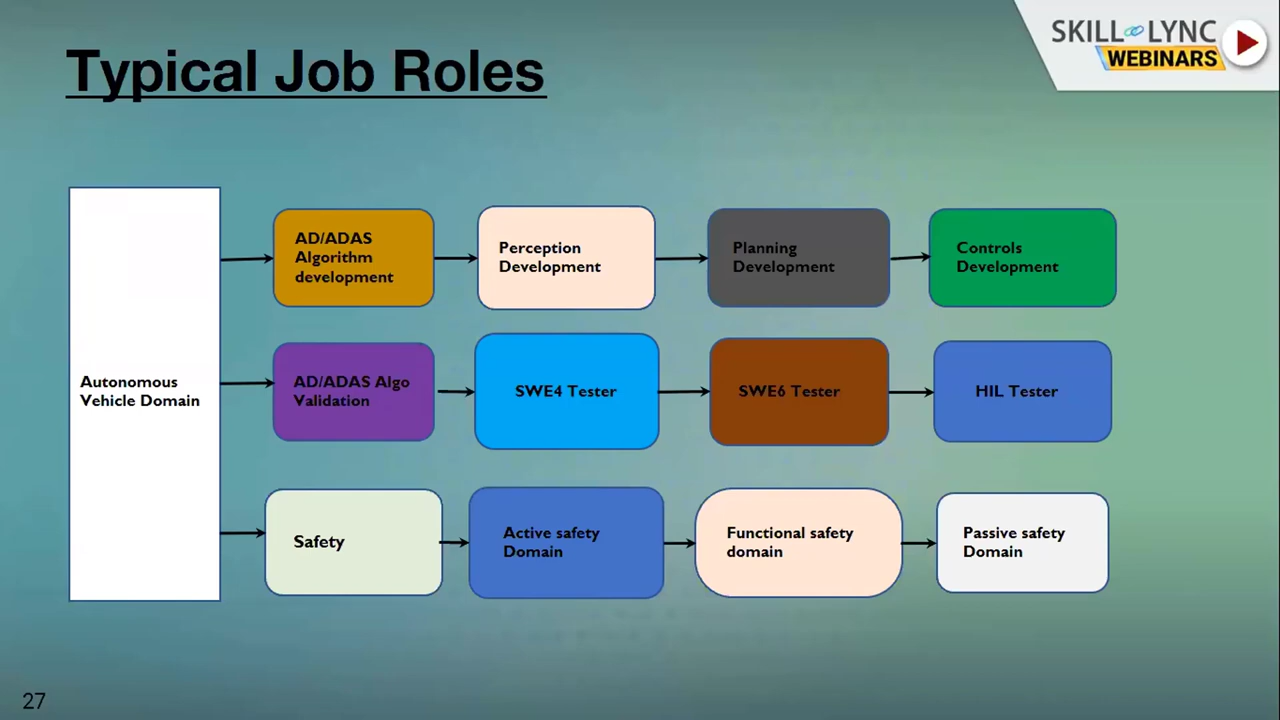 SKILL LYNC
WEBINARS
Typical Job Roles
AD/ADAS
Algorithm
development
Perception
Development
Planning
Development
Controls
Development
Autonomous
Vehicle Domain
AD/ADAS Algo
Validation
SWE4 Tester
SWE6 Tester
HIL Tester
Safety
Active safety
Domain
Functional safety
domain
Passive safety
Domain
27